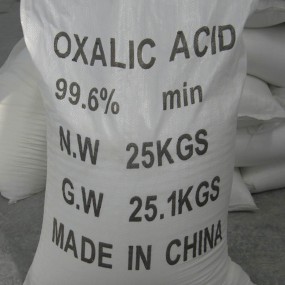 OXALIC ACID
99.6% min
N.W 25KGS
G.W 25.1KGS
MADE IN CHINA